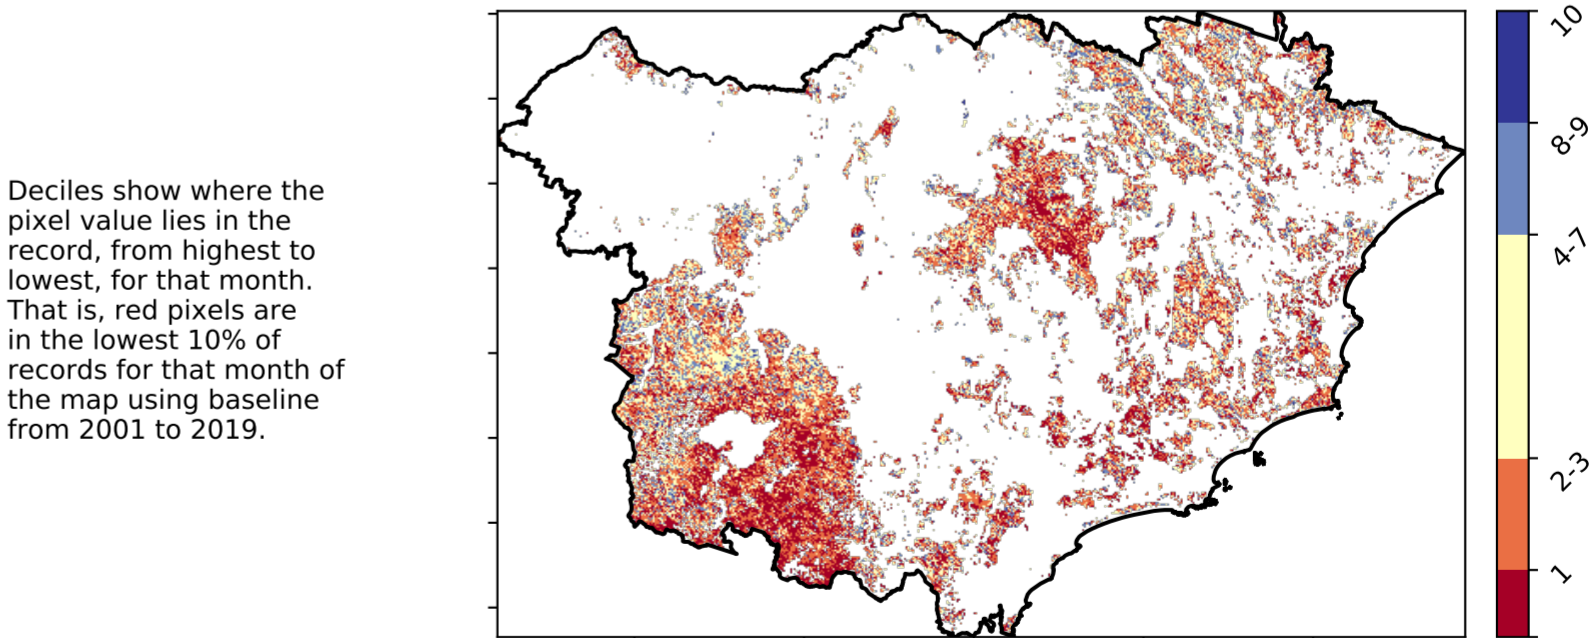 Deciles show where the
pixel value lies in the
record, from highest to
lowest, for that month.
That is, red pixels are
in the lowest 10% of
records for that month of
the map using baseline
from 2001 to 2019.
10
8-9
4-7
2-3
1